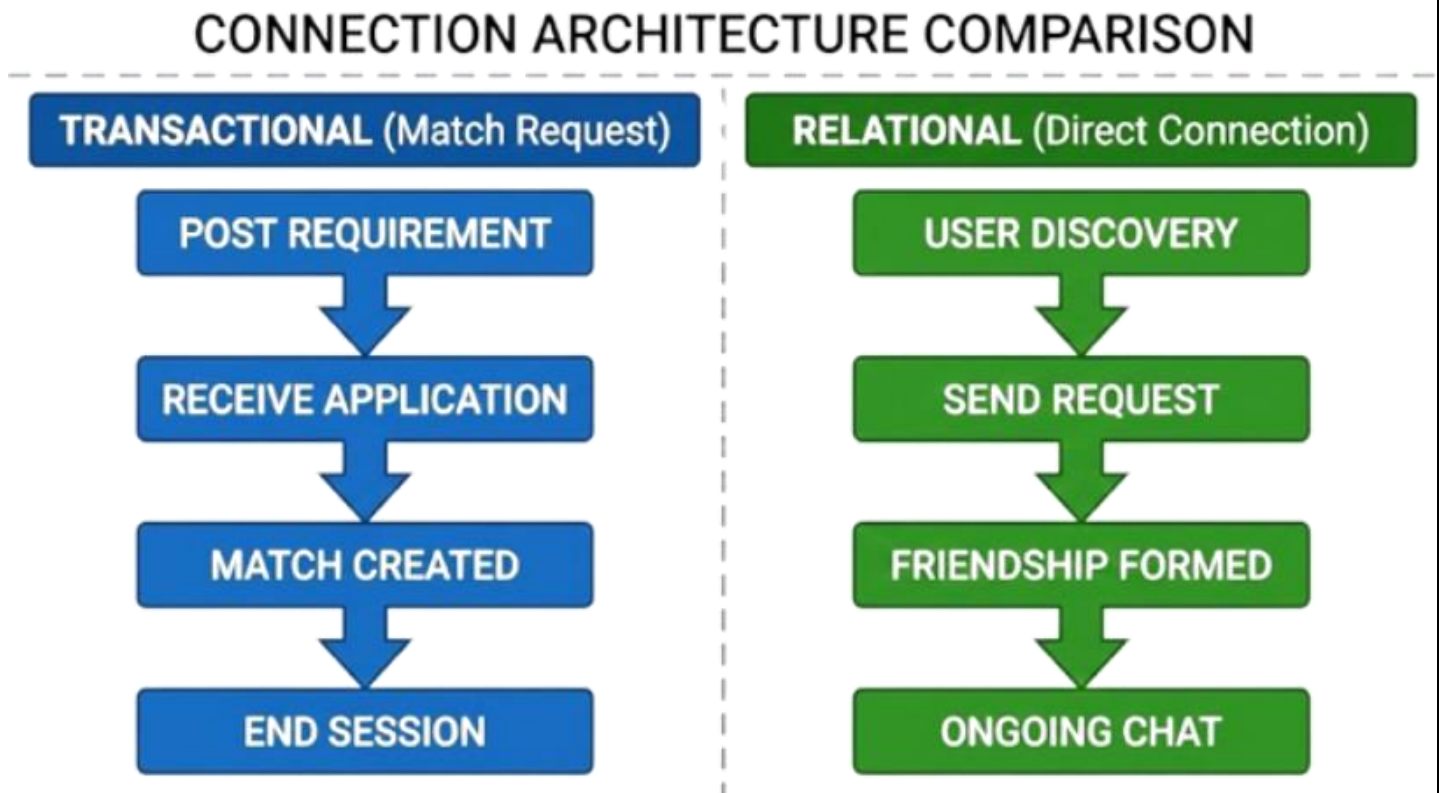 CONNECTION ARCHITECTURE COMPARISON
TRANSACTIONAL (Match Request)
POST REQUIREMENT
RECEIVE APPLICATION
MATCH CREATED
END SESSION
RELATIONAL (Direct Connection)
USER DISCOVERY
SEND REQUEST
FRIENDSHIP FORMED
ONGOING CHAT